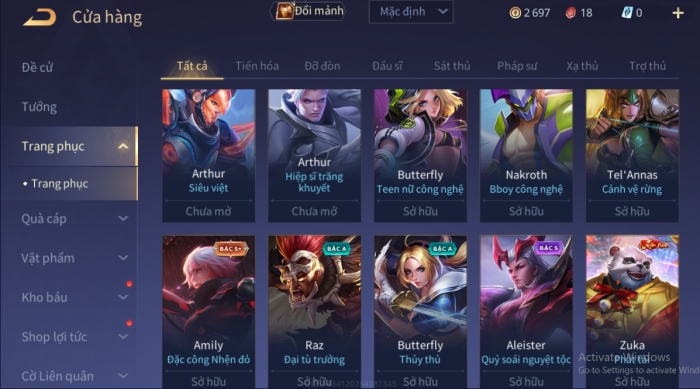 Cửa hàng
Đổi mảnh
Mặc định
2 697
18
0
Đề cử
Tướng
Trang phục
Trang phục
Quà cáp
Vật phẩm
Kho báu
Shop lợi tức
Cờ Liên quân
Tất cả
Tiến hóa
Đỡ đòn
Đấu sĩ
Sát thủ
Pháp sư
Xạ thủ
Trợ thủ
Arthur
Siêu việt
Chưa mở
Arthur
Hiệp sĩ trăng
khuyết
Chưa mở
Butterfly
Teen nữ công nghệ
Sở hữu
Nakroth
Bboy công nghệ
Sở hữu
Tel'Annas
Cảnh vệ rừng
Sở hữu
BẬC S+
Amily
Đặc công Nhện đỏ
Sở hữu
BẬC A
Raz
Đại tù trưởng
Sở hữu
BẬC A
Butterfly
Thủy thủ
Sở hữu
BẬC S
Aleister
Quỷ soái nguyệt tộc
Sở hữu
Zuka
Phát tài
Sở hữu
Activate Windows
Go to Settings to activate Wind